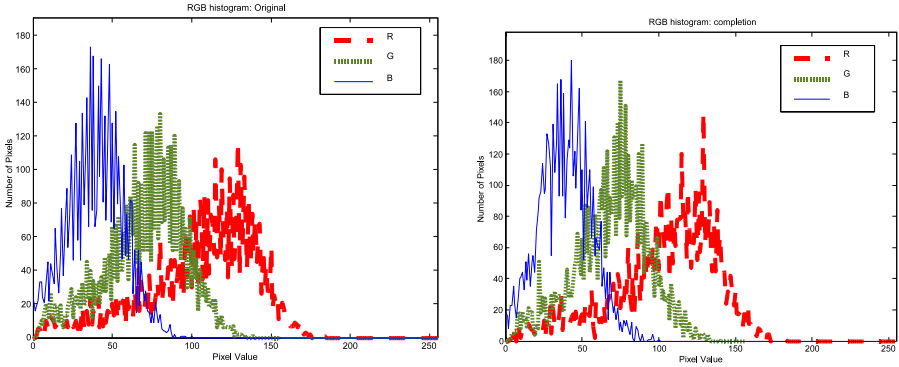 RGB histogram: Original
180
160
140
120
100
80
60
40
20
0
Number of Pixels
0
50
100
150
200
250
Pixel Value
R
G
B
RGB histogram: completion
180
160
140
120
100
80
60
40
20
0
Number of Pixels
0
50
100
150
200
250
Pixel Value
R
G
B